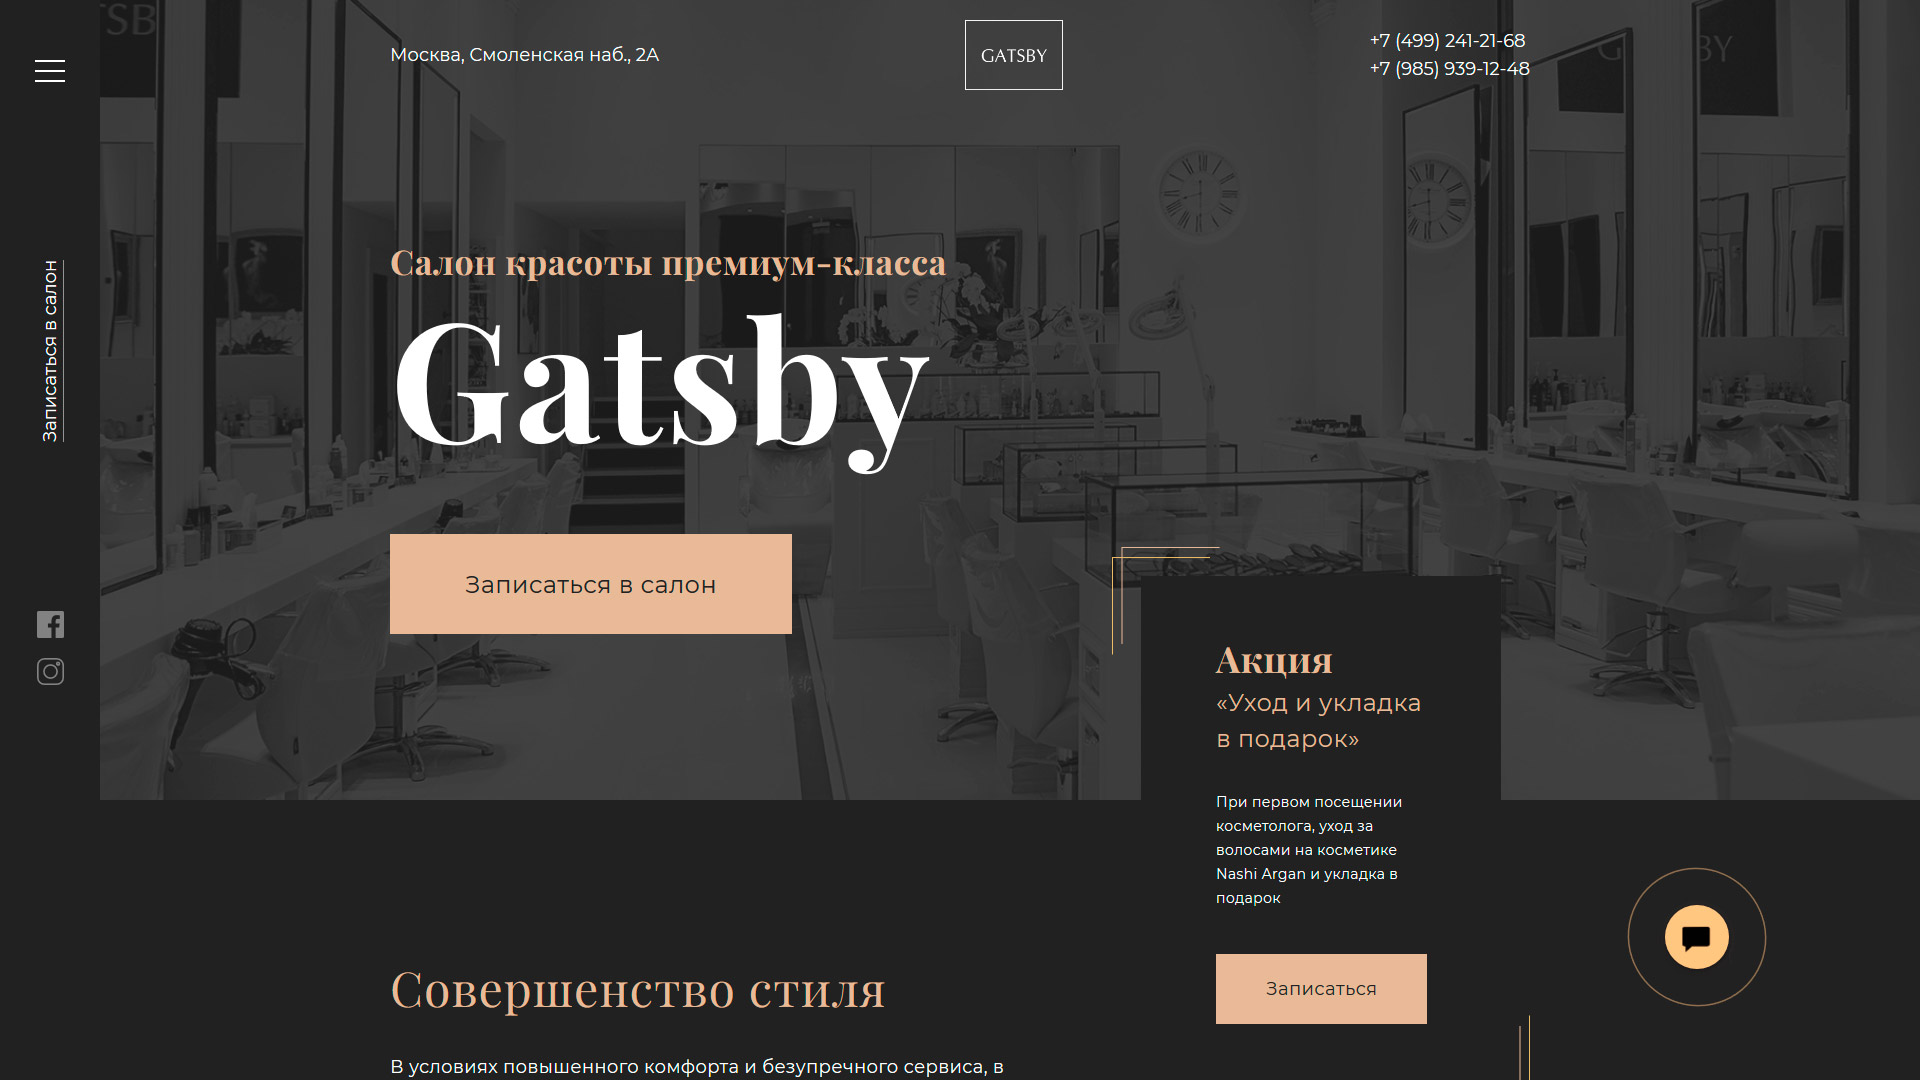 Москва, Смоленская наб., 2А
GATSBY
+7 (499) 241-21-68
+7 (985) 939-12-48
Записаться в салон
Салон красоты премиум-класса
Gatsby
Записаться в салон
Акция
«Уход и укладка
в подарок»
При первом посещении
косметолога, уход за
волосами на косметике
Nashi Argan и укладка в
подарок
Записаться
Совершенство стиля
В условиях повышенного комфорта и безупречного сервиса, в